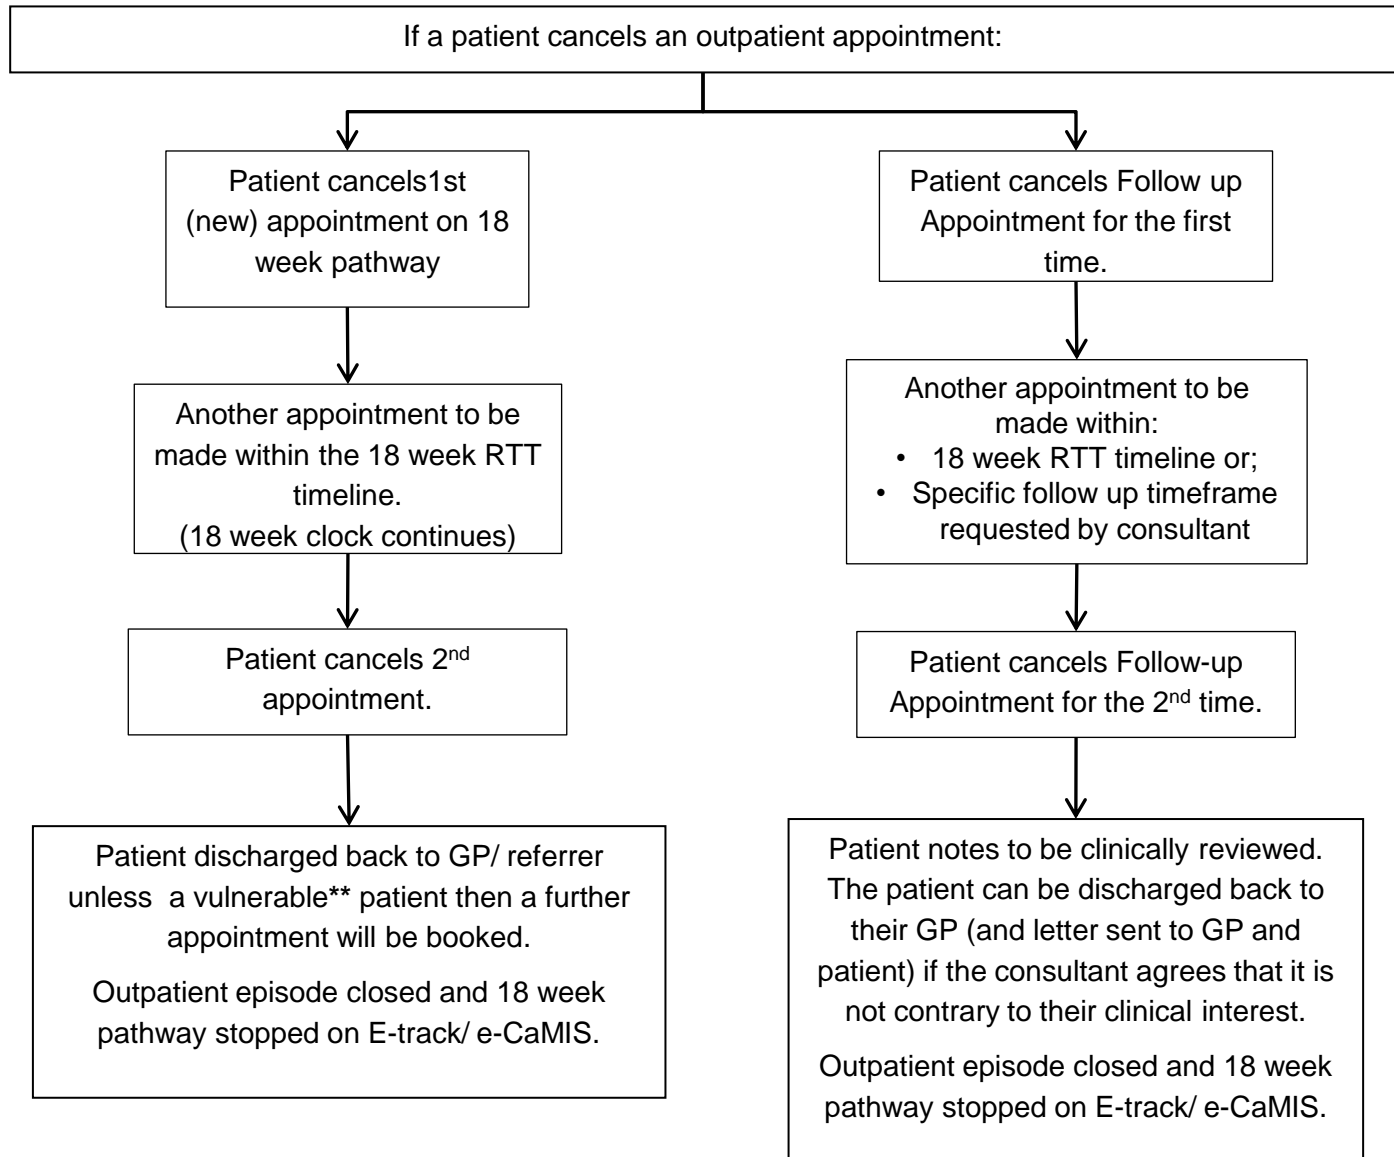 If a patient cancels an outpatient appointment:
Patient cancels1st
(new) appointment on 18
week pathway
Another appointment to be
made within the 18 week RTT
timeline.
(18 week clock continues)
Patient cancels 2nd
appointment.
Patient discharged back to GP/ referrer
unless a vulnerable** patient then a further
appointment will be booked.
Outpatient episode closed and 18 week
pathway stopped on E-track/ e-CaMIS.
Patient cancels Follow up
Appointment for the first
time.
Another appointment to be
made within:
• 18 week RTT timeline or;
• Specific follow up timeframe
requested by consultant
Patient cancels Follow-up
Appointment for the 2nd time.
Patient notes to be clinically reviewed.
The patient can be discharged back to
their GP (and letter sent to GP and
patient) if the consultant agrees that it is
not contrary to their clinical interest.
Outpatient episode closed and 18 week
pathway stopped on E-track/ e-CaMIS.